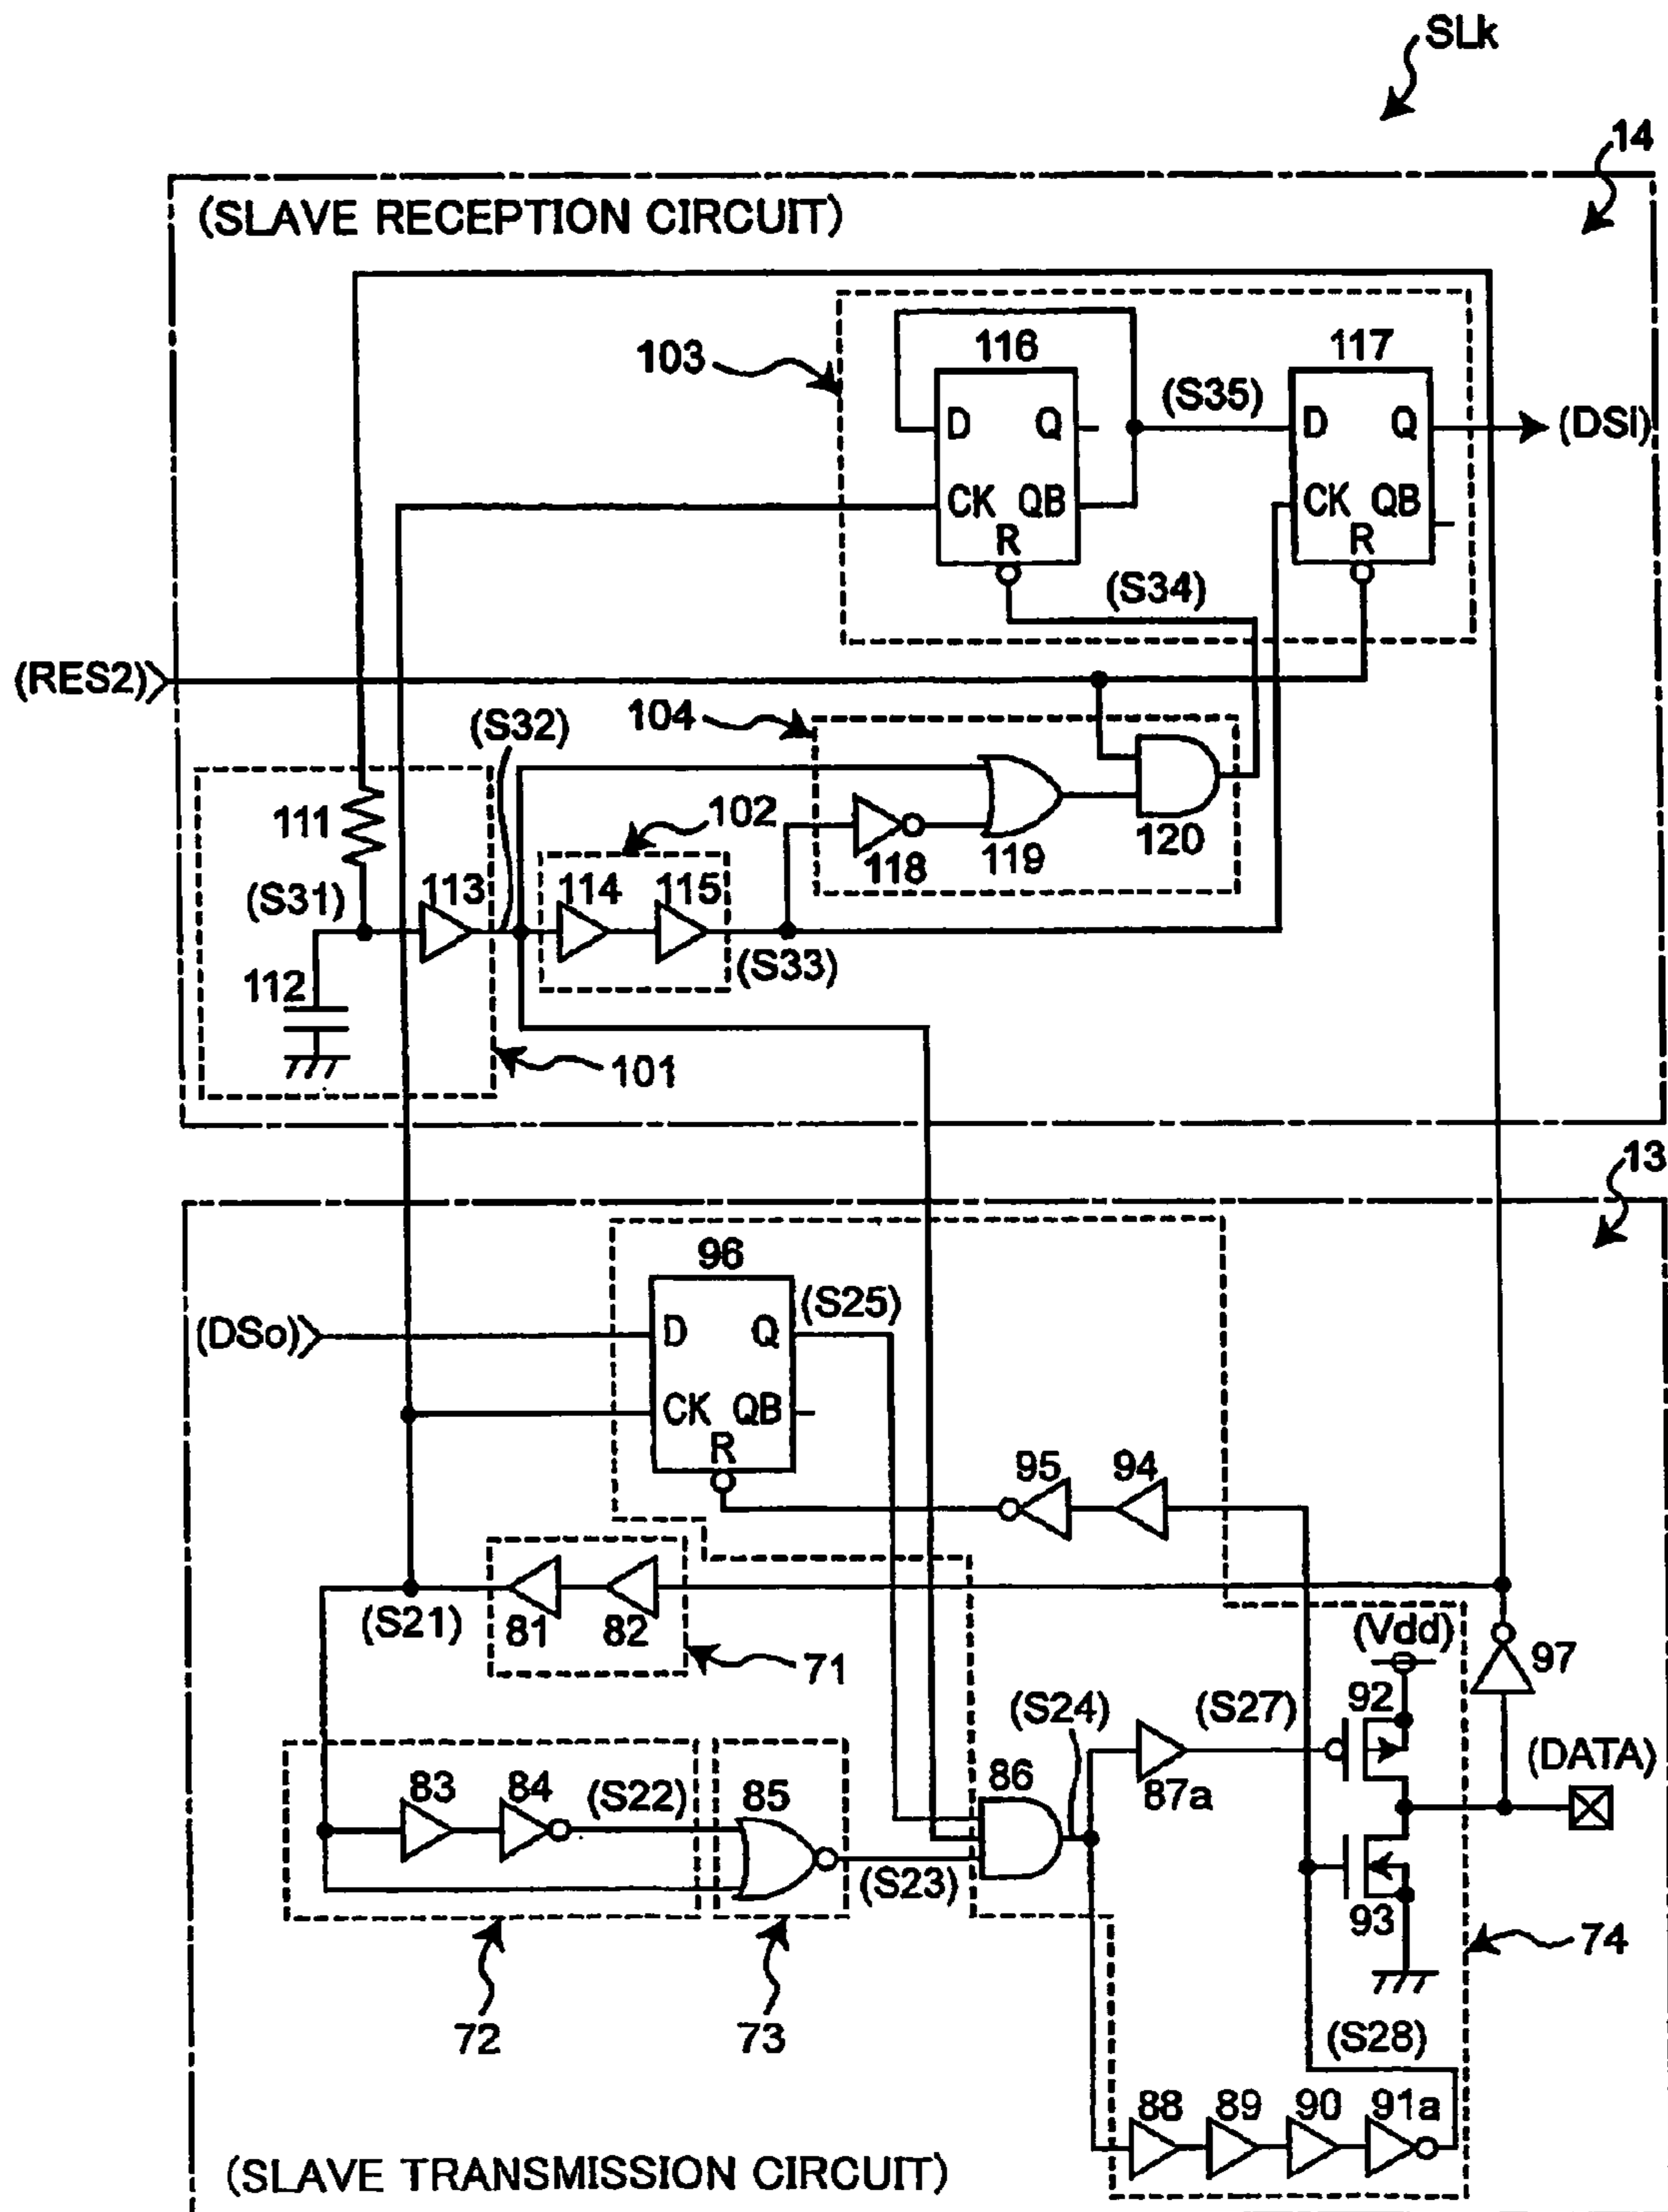 SLk
14
(SLAVE RECEPTION CIRCUIT)
103
116
117
D Q
(S35)
D Q
(DSi)
CK QB
CK QB
R
R
(S34)
(RES2)
(S32)
104
111
102
118
119
120
(S31)
113
114
115
(S33)
112
101
13
96
(S25)
(DSo)
D Q
CK QB
R
95
94
(S21)
81
82
71
(Vdd)
97
92
(S24)
(S27)
(DATA)
83
84
(S22)
85
86
87a
(S23)
93
74
72
73
(S28)
88
89
90
91a
(SLAVE TRANSMISSION CIRCUIT)